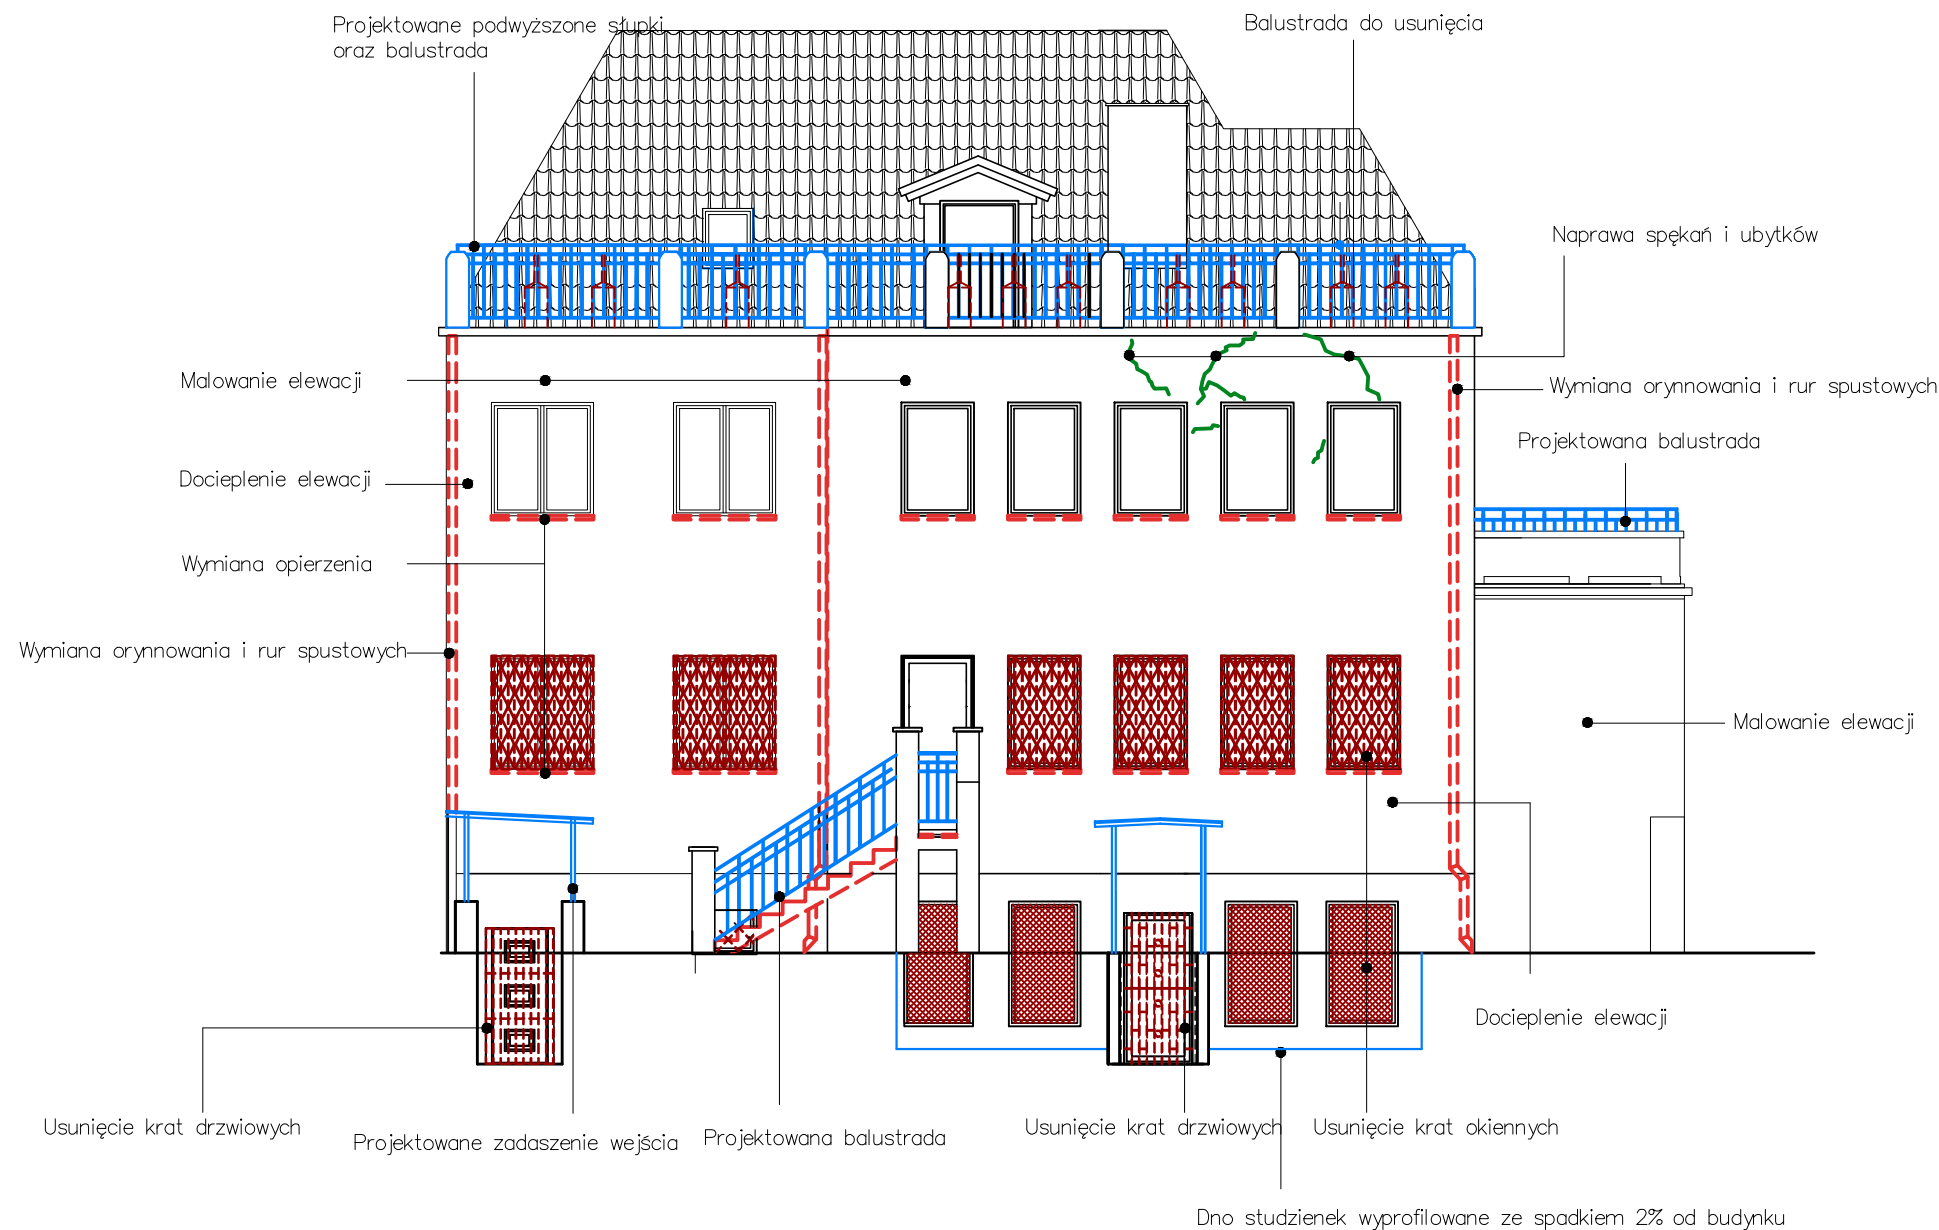 Projektowane podwyższone słupki
oraz balustrada
Balustrada do usunięcia
Naprawa spękań i ubytków
Malowanie elewacji
Wymiana orynnowania i rur spustowych
Projektowana balustrada
Docieplenie elewacji
Wymiana opierzenia
Wymiana orynnowania i rur spustowych
Malowanie elewacji
Docieplenie elewacji
Usunięcie krat drzwiowych
Projektowane zadaszenie wejścia
Projektowana balustrada
Usunięcie krat drzwiowych
Usunięcie krat okiennych
Dno studzienek wyprofilowane ze spadkiem 2% od budynku